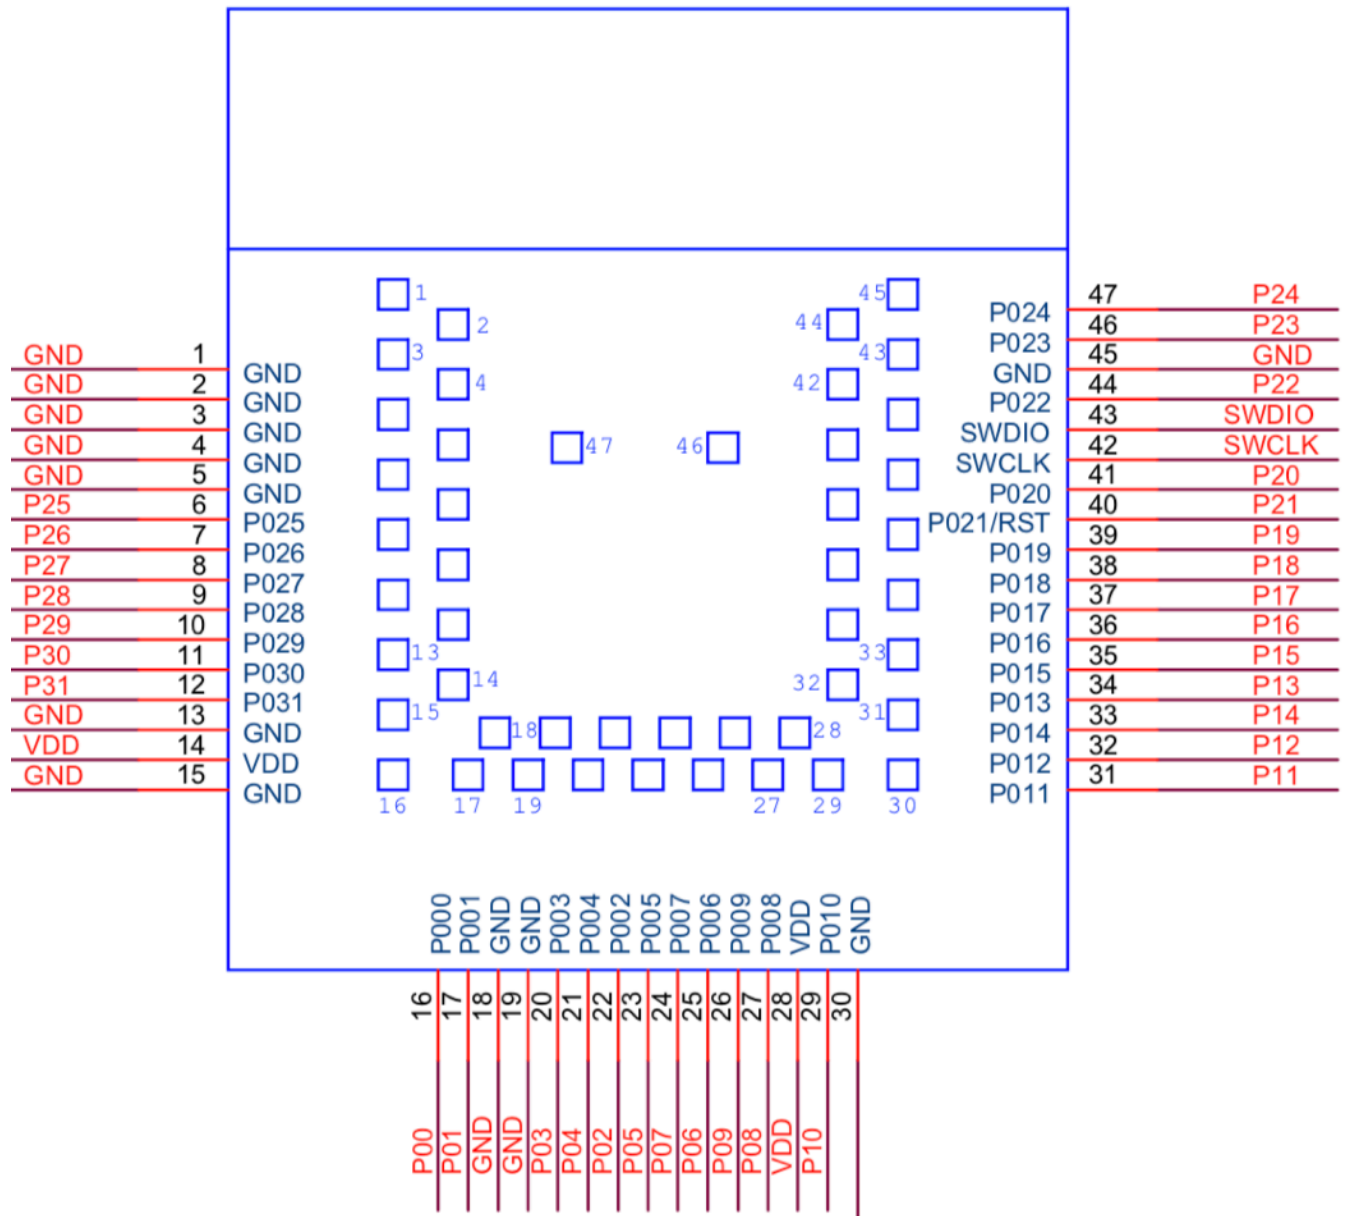 1
2
3
4
13
14
15
16
17
18
19
27
28
29
30
31
32
33
42
43
44
45
46
47
GND 1 GND
GND 2 GND
GND 3 GND
GND 4 GND
GND 5 GND
P25 6 P025
P26 7 P026
P27 8 P027
P28 9 P028
P29 10 P029
P30 11 P030
P31 12 P031
GND 13 GND
VDD 14 VDD
GND 15 GND
P024 47 P24
P023 46 P23
GND 45 GND
P022 44 P22
SWDIO 43 SWDIO
SWCLK 42 SWCLK
P020 41 P20
P021/RST 40 P21
P019 39 P19
P018 38 P18
P017 37 P17
P016 36 P16
P015 35 P15
P013 34 P13
P014 33 P14
P012 32 P12
P011 31 P11
P000 16 P00
P001 17 P01
GND 18 GND
GND 19 GND
P003 20 P03
P004 21 P04
P002 22 P02
P005 23 P05
P007 24 P07
P006 25 P06
P009 26 P09
P008 27 P08
VDD 28 VDD
P010 29 P10
GND 30